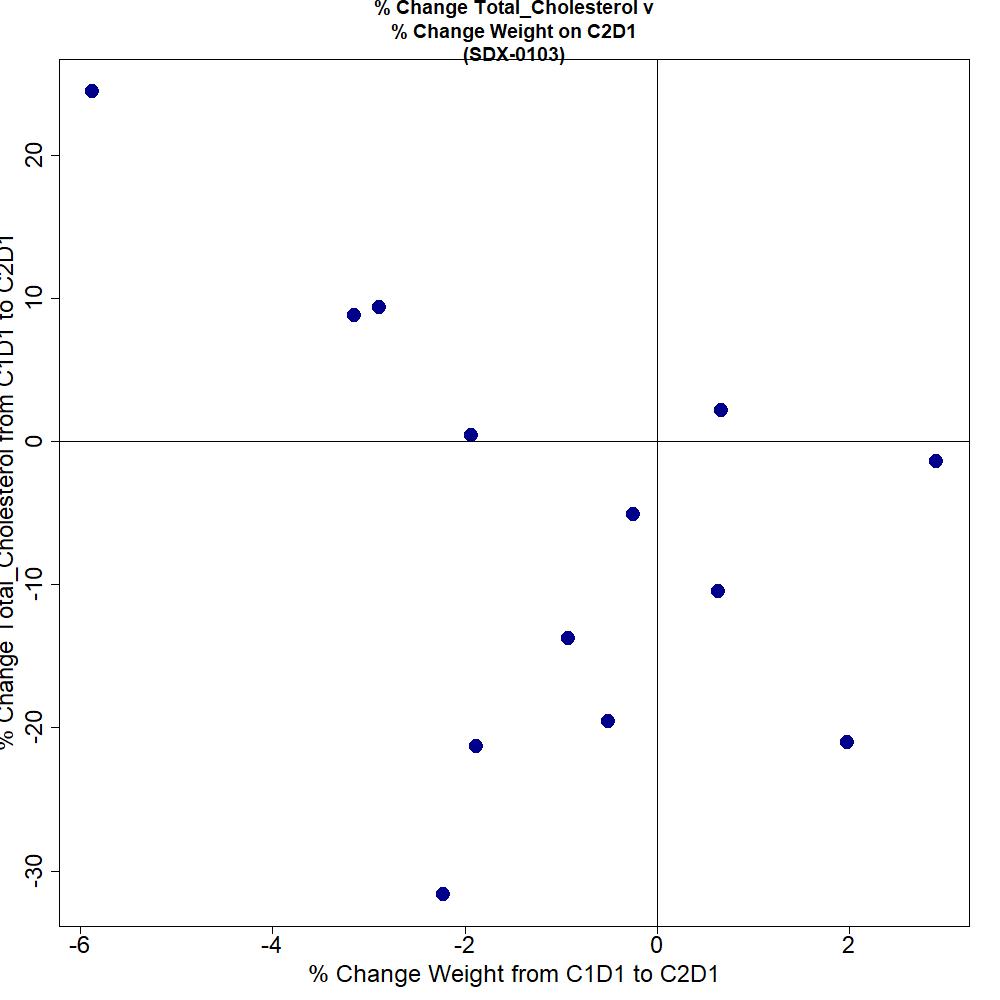 % Change Total_Cholesterol v
% Change Weight on C2D1
(SDX-0103)
% Change Total_Cholesterol from C1D1 to C2D1
20
10
0
-10
-20
-30
-6
-4
-2
0
2
% Change Weight from C1D1 to C2D1